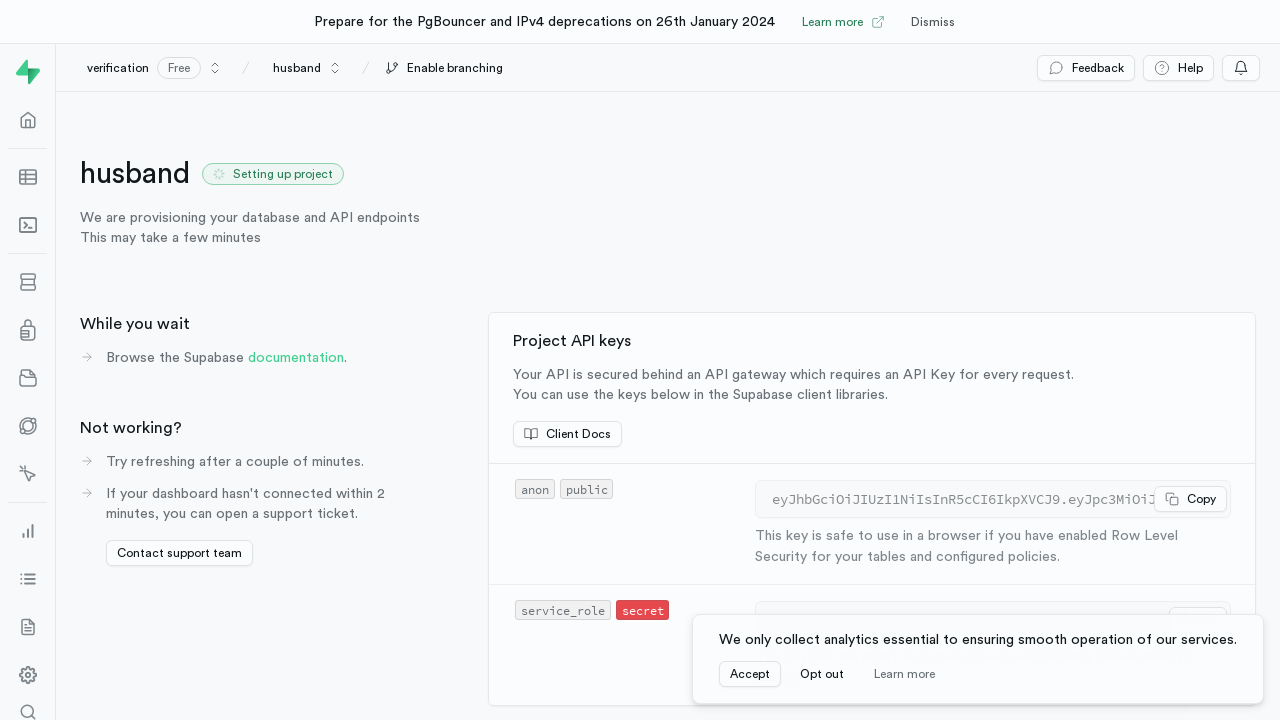 Prepare for the PgBouncer and IPv4 deprecations on 26th January 2024 Learn more Dismiss
verification Free / husband / Enable branching Feedback Help
husband Setting up project
We are provisioning your database and API endpoints
This may take a few minutes
While you wait
Browse the Supabase documentation.
Not working?
Try refreshing after a couple of minutes.
If your dashboard hasn't connected within 2
minutes, you can open a support ticket.
Contact support team
Project API keys
Your API is secured behind an API gateway which requires an API Key for every request.
You can use the keys below in the Supabase client libraries.
Client Docs
anon public eyJhbGciOiJIUzI1NiIsInR5cCI6IkpXVCJ9.eyJpc3MiOiJ Copy
This key is safe to use in a browser if you have enabled Row Level
Security for your tables and configured policies.
service_role secret
We only collect analytics essential to ensuring smooth operation of our services.
Accept Opt out Learn more